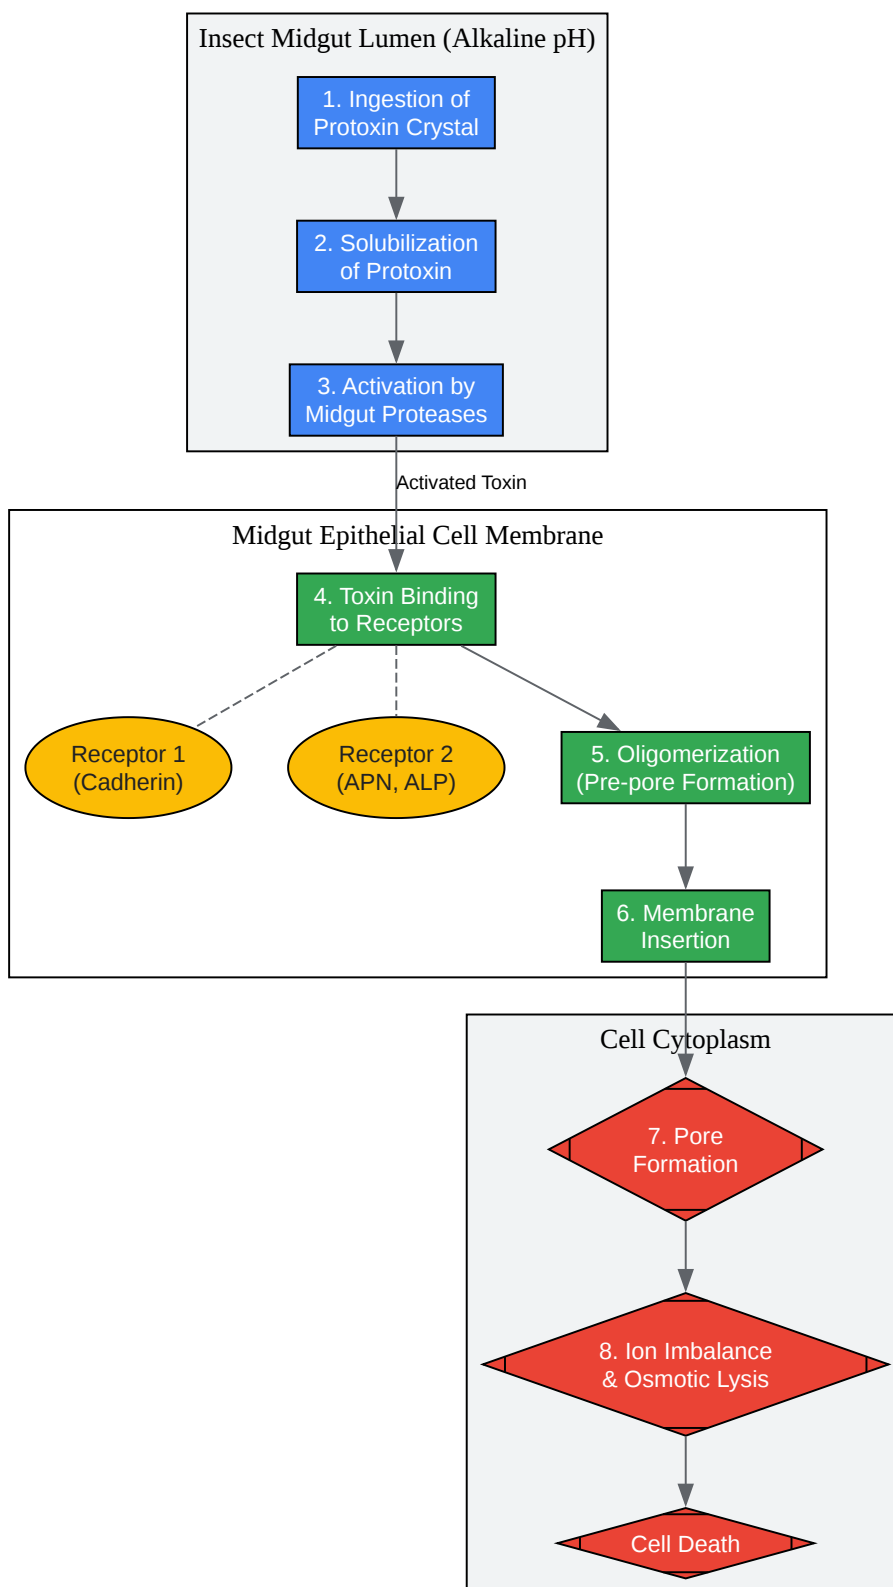 Insect Midgut Lumen (Alkaline pH)
1. Ingestion of
Protoxin Crystal
2. Solubilization
of Protoxin
3. Activation by
Midgut Proteases
Activated Toxin
Midgut Epithelial Cell Membrane
4. Toxin Binding
to Receptors
Receptor 1
(Cadherin)
Receptor 2
(APN, ALP)
5. Oligomerization
(Pre-pore Formation)
6. Membrane
Insertion
Cell Cytoplasm
7. Pore
Formation
8. Ion Imbalance
& Osmotic Lysis
Cell Death